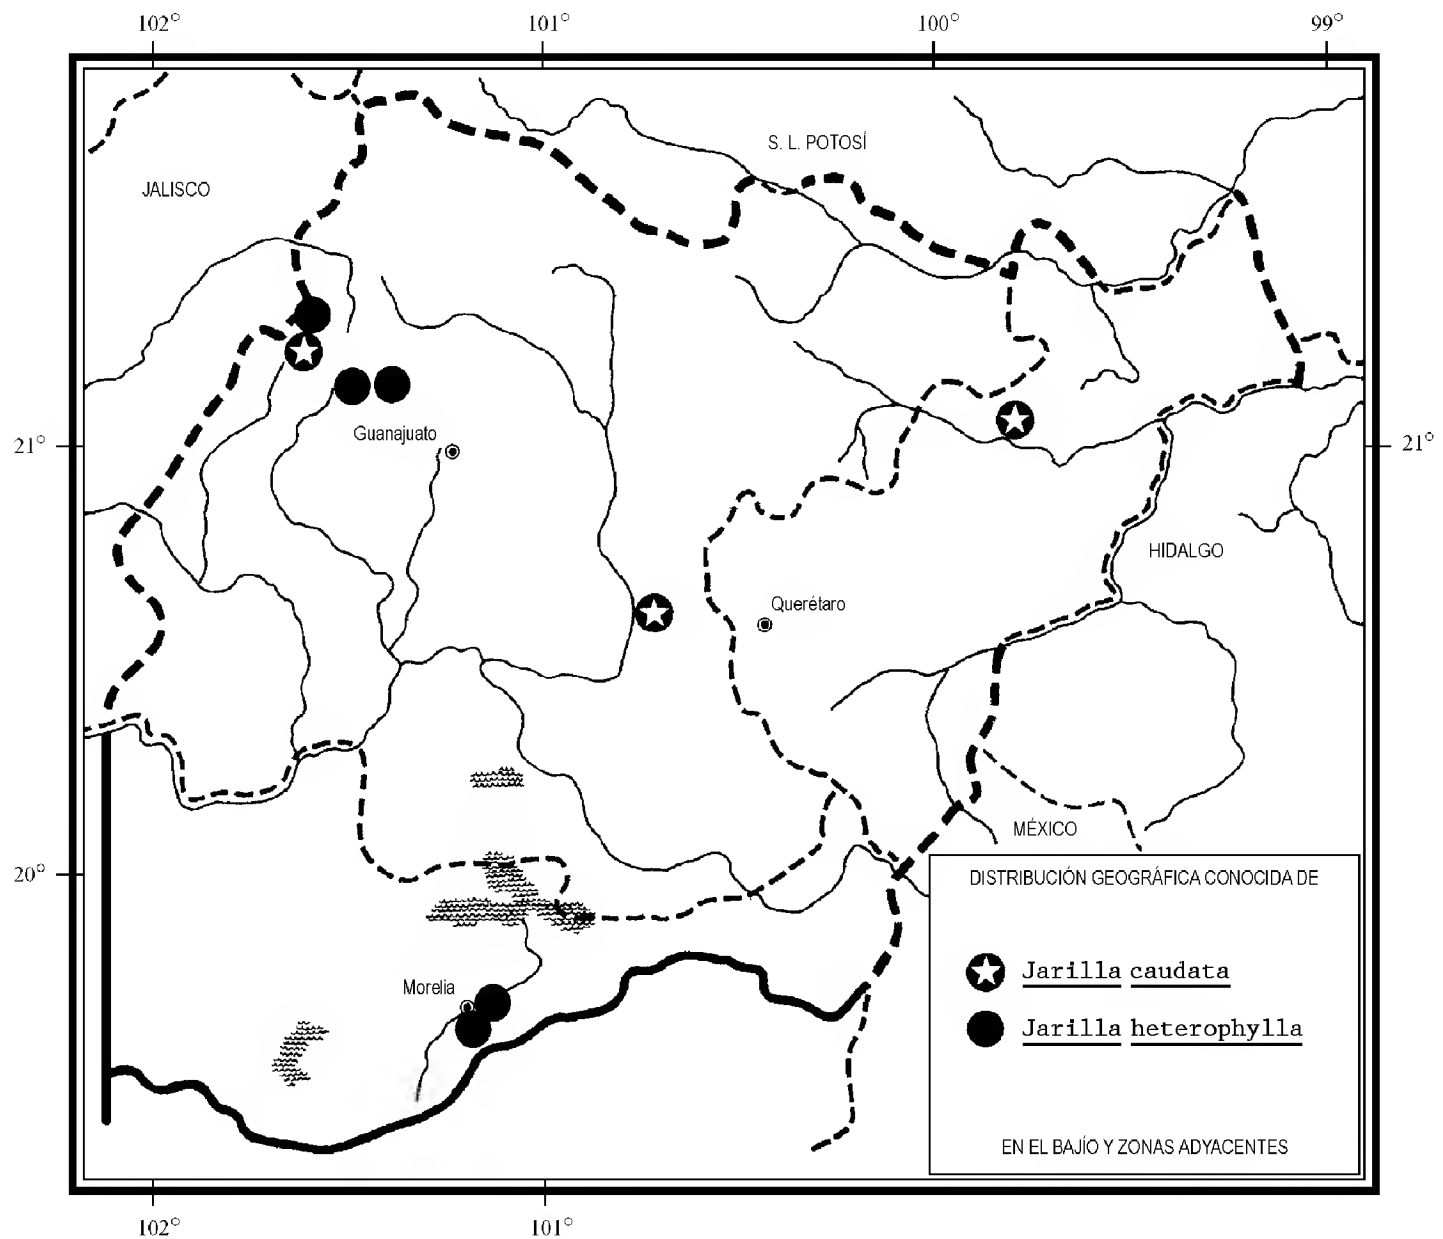 102° 101° 100° 99°
S. L. POTOSÍ
JALISCO
Guanajuato
21° 21°
HIDALGO
Querétaro
MÉXICO
20°
DISTRIBUCIÓN GEOGRÁFICA CONOCIDA DE
Jarilla caudata
Morelia
Jarilla heterophylla
EN EL BAJÍO Y ZONAS ADYACENTES
102° 101°